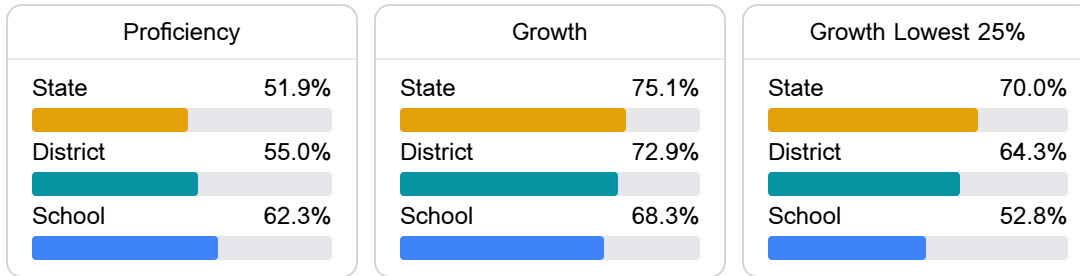 Proficiency
State 51.9%
District 55.0%
School 62.3%
Growth
State 75.1%
District 72.9%
School 68.3%
Growth Lowest 25%
State 70.0%
District 64.3%
School 52.8%